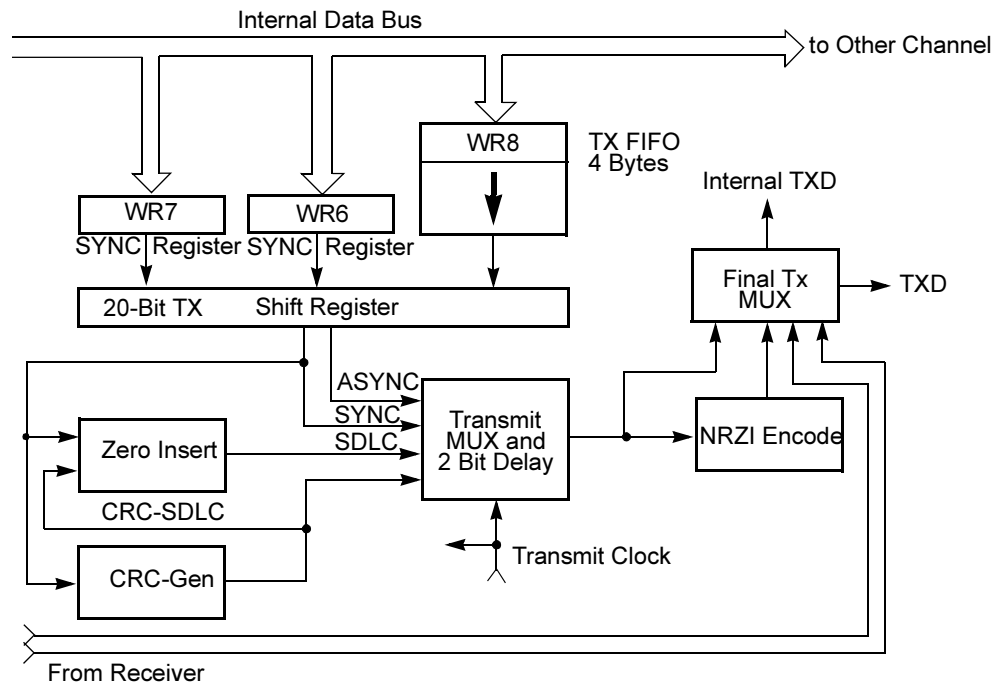 Internal Data Bus
to Other Channel
WR8
TX FIFO
4 Bytes
Internal TXD
WR7
WR6
SYNC Register
SYNC Register
Final Tx
MUX
TXD
20-Bit TX Shift Register
ASYNC
SYNC
SDLC
Transmit
MUX and
2 Bit Delay
Zero Insert
NRZI Encode
CRC-SDLC
Transmit Clock
CRC-Gen
From Receiver